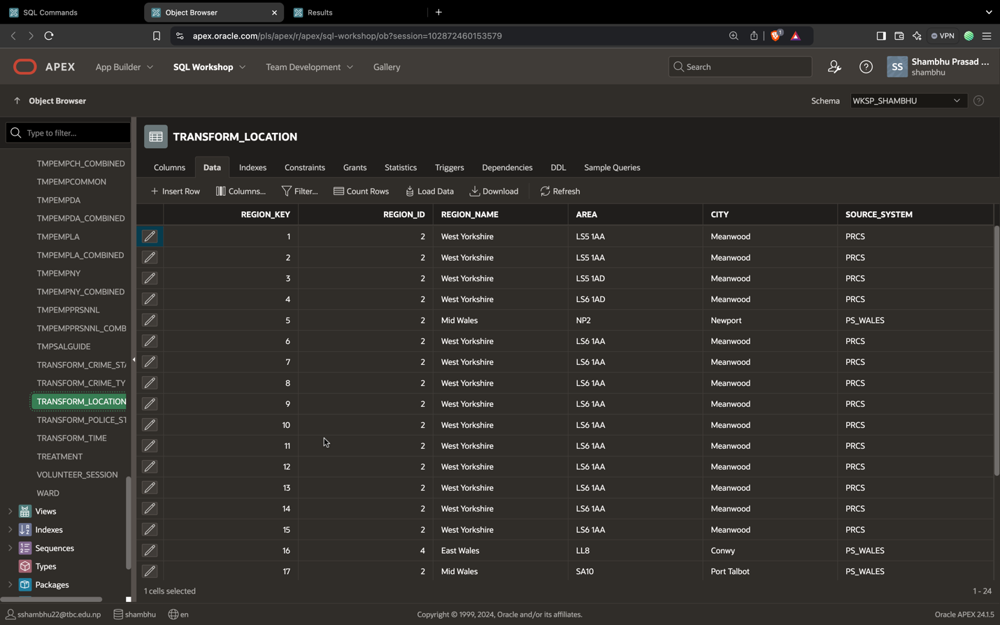 SQL Commands
Object Browser
Results
apex.oracle.com/pls/apex/r/apex/sql-workshop/ob?session=102872460153579
1
VPN
APEX
App Builder
SQL Workshop
Team Development
Gallery
Search
SS
Shambhu Prasad ...
shambhu
Object Browser
Schema
WKSP_SHAMBHU
Type to filter...
TMPEMPCH_COMBINED
TMPEMPCOMMON
TMPEMPDA
TMPEMPDA_COMBINED
TMPEMPLA
TMPEMPLA_COMBINED
TMPEMPNY
TMPEMPNY_COMBINED
TMPEMPPRSNNL
TMPEMPPRSNNL_COMB
TMPSALGUIDE
TRANSFORM_CRIME_STA
TRANSFORM_CRIME_TY
TRANSFORM_LOCATION
TRANSFORM_POLICE_ST
TRANSFORM_TIME
TREATMENT
VOLUNTEER_SESSION
WARD
Views
Indexes
Sequences
Types
Packages
TRANSFORM_LOCATION
Columns Data Indexes Constraints Grants Statistics Triggers Dependencies DDL Sample Queries
Insert Row Columns... Filter... Count Rows Load Data Download Refresh
REGION_KEY REGION_ID REGION_NAME AREA CITY SOURCE_SYSTEM
1 2 West Yorkshire LS5 1AA Meanwood PRCS
2 2 West Yorkshire LS5 1AA Meanwood PRCS
3 2 West Yorkshire LS5 1AD Meanwood PRCS
4 2 West Yorkshire LS6 1AD Meanwood PRCS
5 2 Mid Wales NP2 Newport PS_WALES
6 2 West Yorkshire LS6 1AA Meanwood PRCS
7 2 West Yorkshire LS6 1AA Meanwood PRCS
8 2 West Yorkshire LS6 1AA Meanwood PRCS
9 2 West Yorkshire LS6 1AA Meanwood PRCS
10 2 West Yorkshire LS6 1AA Meanwood PRCS
11 2 West Yorkshire LS6 1AA Meanwood PRCS
12 2 West Yorkshire LS6 1AA Meanwood PRCS
13 2 West Yorkshire LS6 1AA Meanwood PRCS
14 2 West Yorkshire LS6 1AA Meanwood PRCS
15 2 West Yorkshire LS6 1AA Meanwood PRCS
16 4 East Wales LL8 Conwy PS_WALES
17 2 Mid Wales SA10 Port Talbot PS_WALES
1 cells selected
1 - 24
sshambhu22@tbc.edu.np shambhu en
Copyright © 1999, 2024, Oracle and/or its affiliates.
Oracle APEX 24.1.5